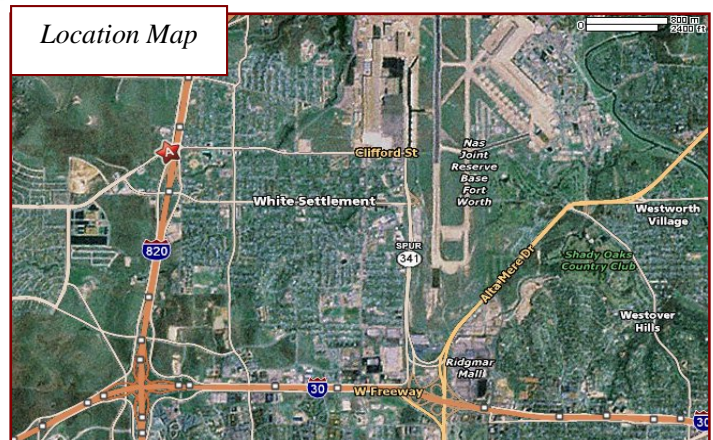 Location Map
0 800 m
2400 ft
A
Clifford St
Nas
Joint
Reserve
Base
Fort
Worth
White Settlement
Westworth
Village
820
SPUR
341
Alta Mere Dr
Shady Oaks
Country Club
Westover
Hills
Ridgmar
Mall
30
W Freeway
30